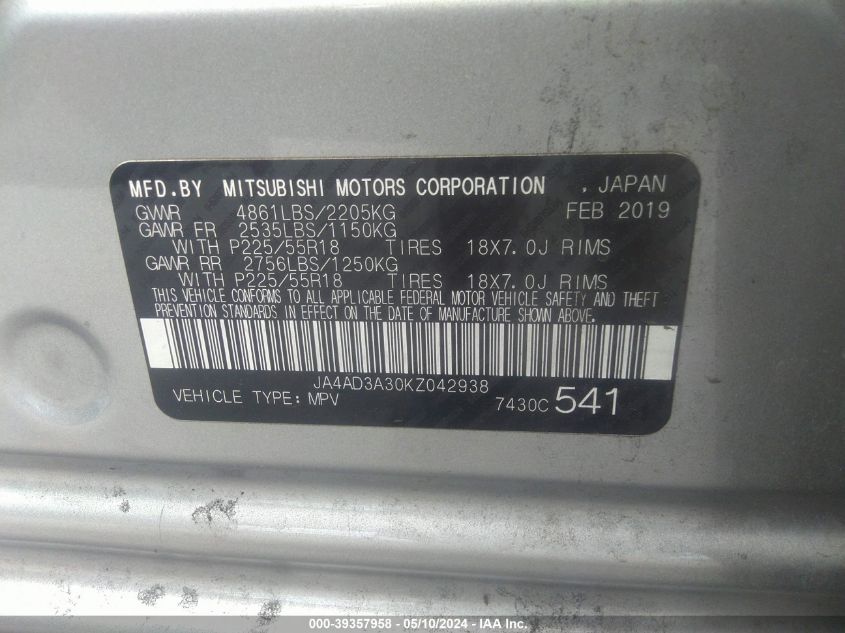 MFD.BY MITSUBISHI MOTORS CORPORATION , JAPAN
GVWR 4861LBS/2205KG FEB 2019
GAWR FR 2535LBS/1150KG
WITH P225/55R18 TIRES 18X7.0J RIMS
GAWR RR 2756LBS/1250KG
WITH P225/55R18 TIRES 18X7.0J RIMS
THIS VEHICLE CONFORMS TO ALL APPLICABLE FEDERAL MOTOR VEHICLE SAFETY AND THEFT
PREVENTION STANDARDS IN EFFECT ON THE DATE OF MANUFACTURE SHOWN ABOVE.
JA4AD3A30KZ042938
VEHICLE TYPE: MPV 7430C 541
000-39357958 - 05/10/2024 - IAAI.COM